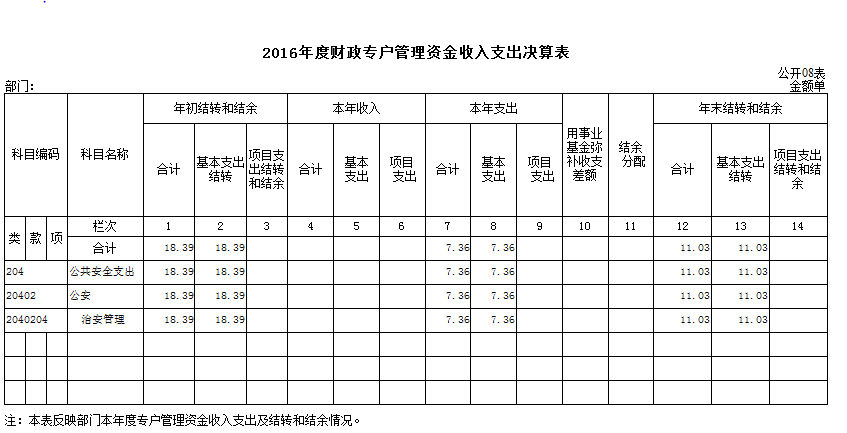 2016年度财政专户管理资金收入支出决算表
公开08表
部门：
金额单
科目编码 科目名称 年初结转和结余 本年收入 本年支出 用事业基金弥补收支差额 结余分配 年末结转和结余
合计 基本支出结转 项目支出结转和结余 合计 基本支出 项目支出 合计 基本支出 项目支出 合计 基本支出结转 项目支出结转和结余
类 款 项 栏次 1 2 3 4 5 6 7 8 9 10 11 12 13 14
合计 18.39 18.39 7.36 7.36 11.03 11.03
204 公共安全支出 18.39 18.39 7.36 7.36 11.03 11.03
20402 公安 18.39 18.39 7.36 7.36 11.03 11.03
2040204 治安管理 18.39 18.39 7.36 7.36 11.03 11.03
注：本表反映部门本年度专户管理资金收入支出及结转和结余情况。